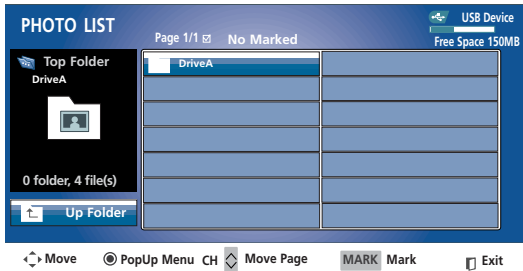 PHOTO LIST
Page 1/1 ☑ No Marked
USB Device
Free Space 150MB
Top Folder
DriveA
DriveA
0 folder, 4 file(s)
Up Folder
Move PopUp Menu CH Move Page MARK Mark Exit